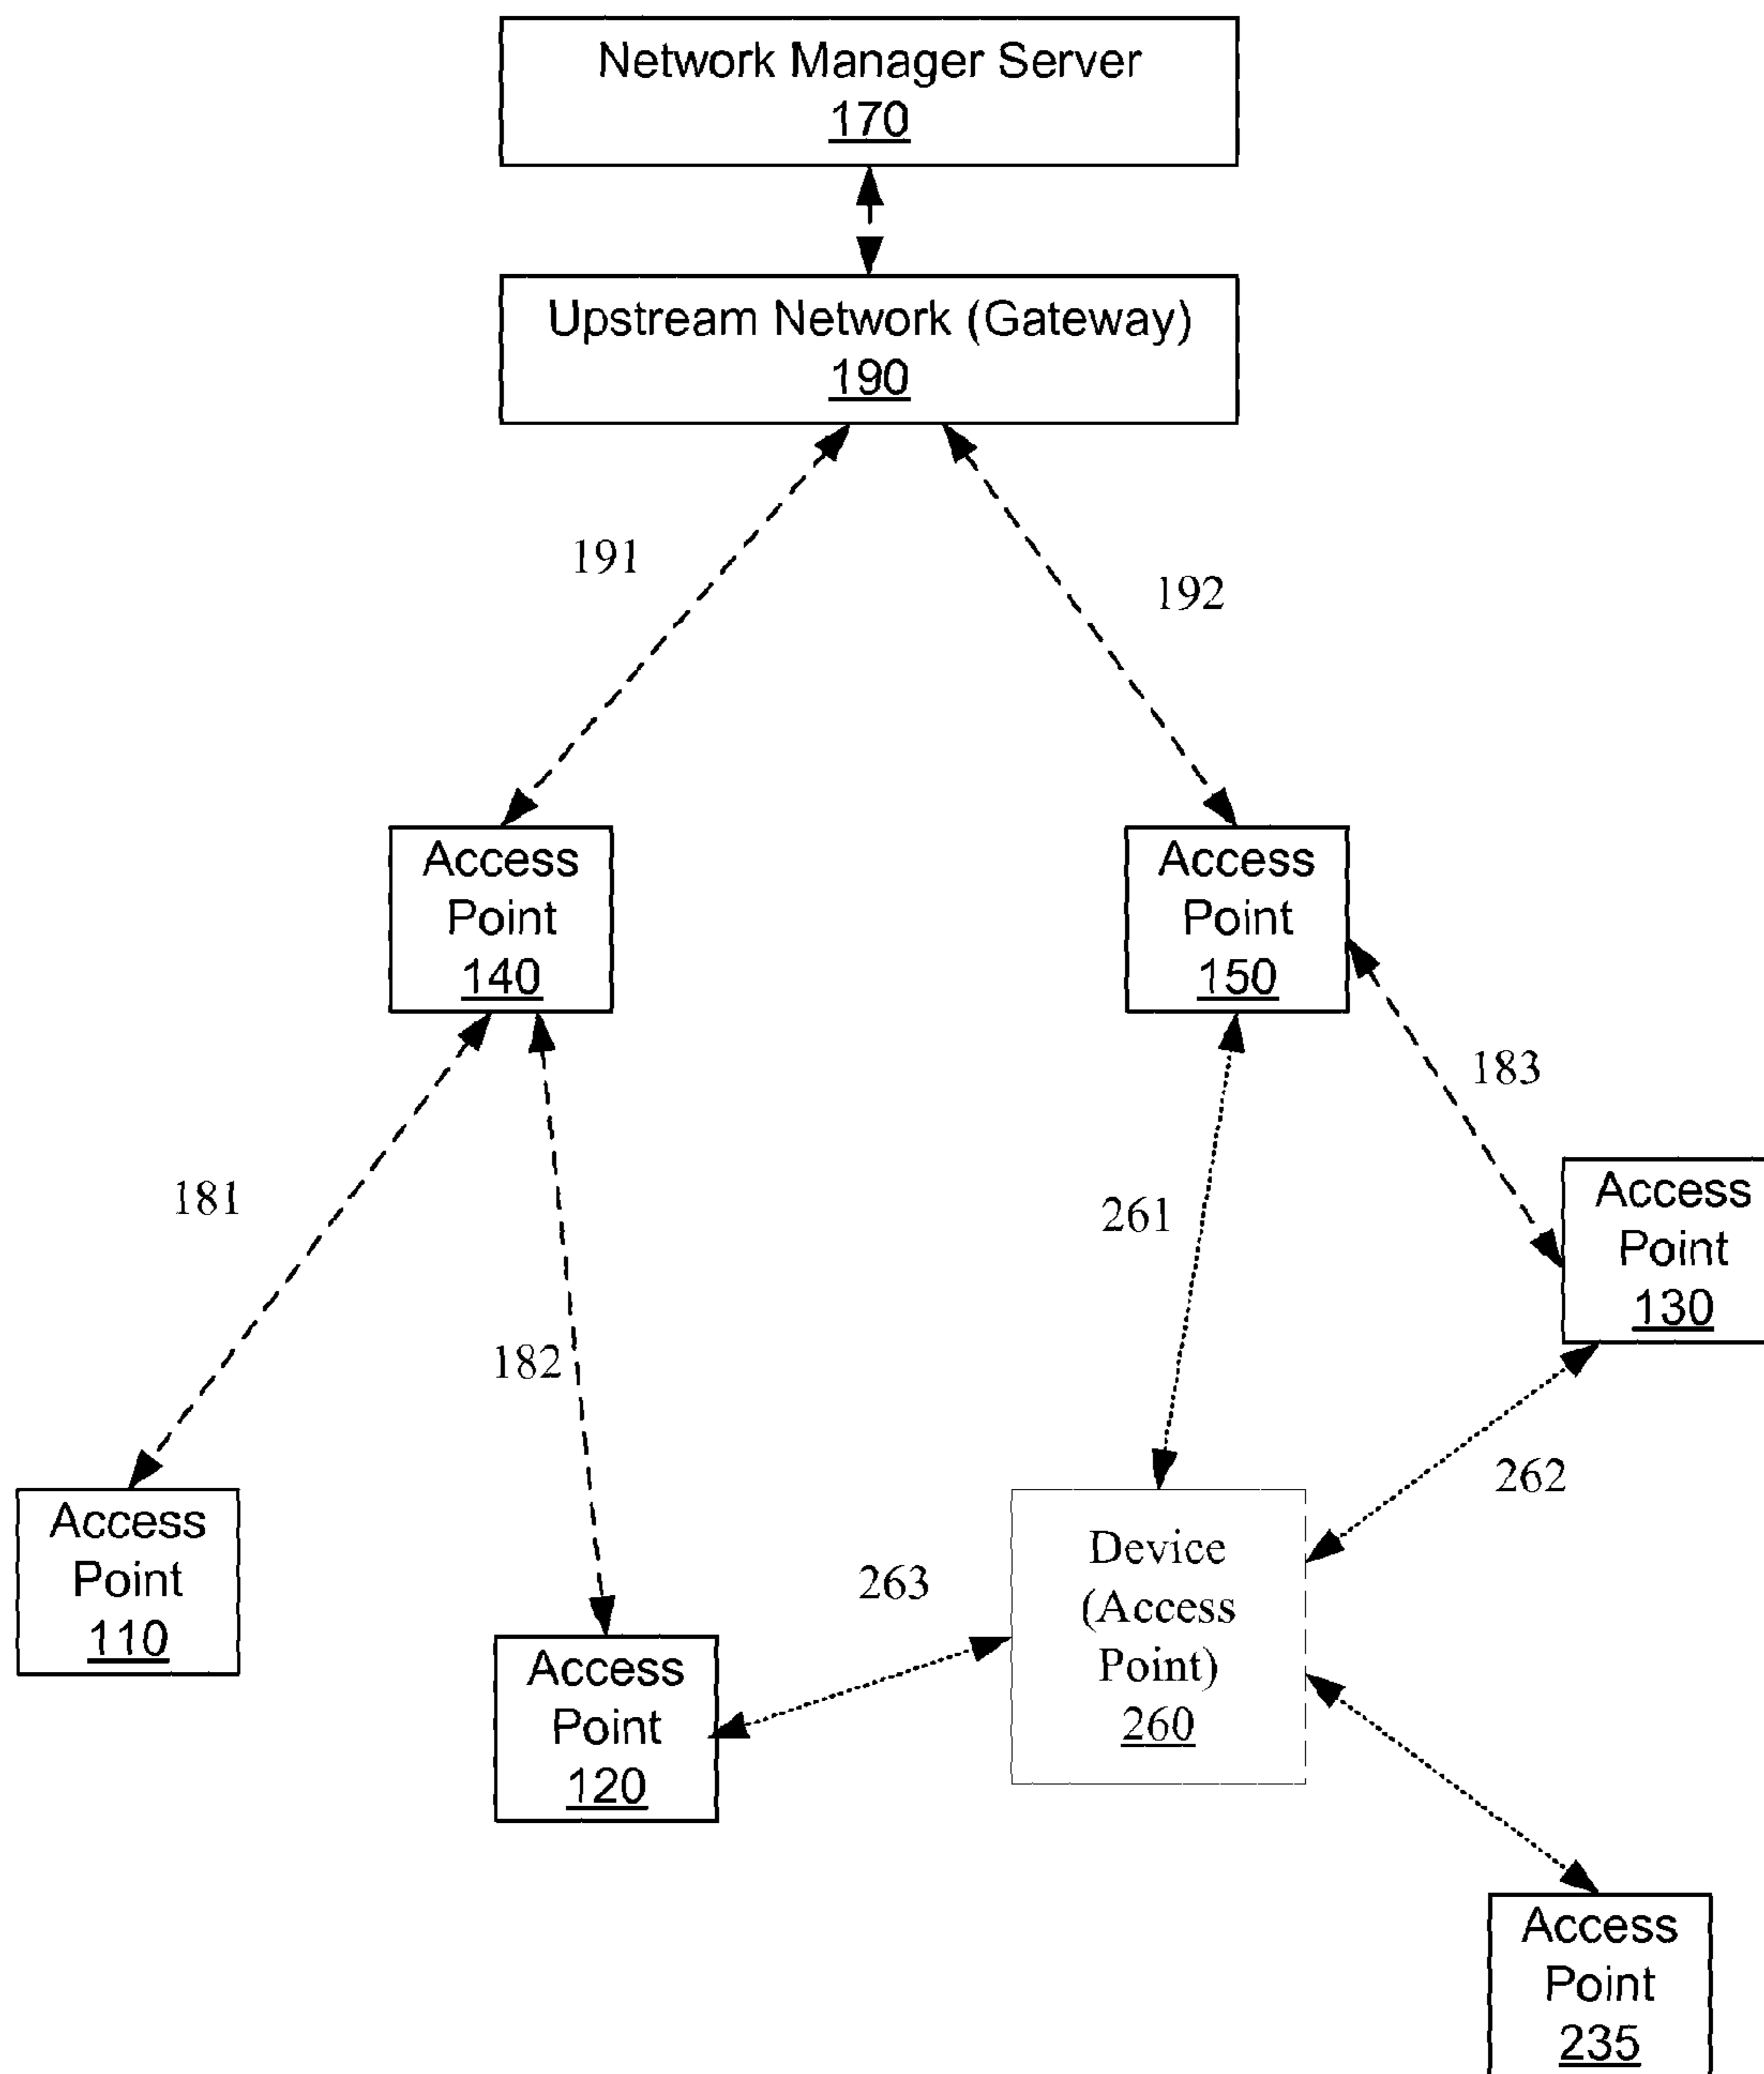 Network Manager Server
170
Upstream Network (Gateway)
190
191
192
Access
Point
140
Access
Point
150
183
181
261
Access
Point
130
182
262
Access
Point
110
263
Device
(Access
Point)
260
Access
Point
120
Access
Point
235